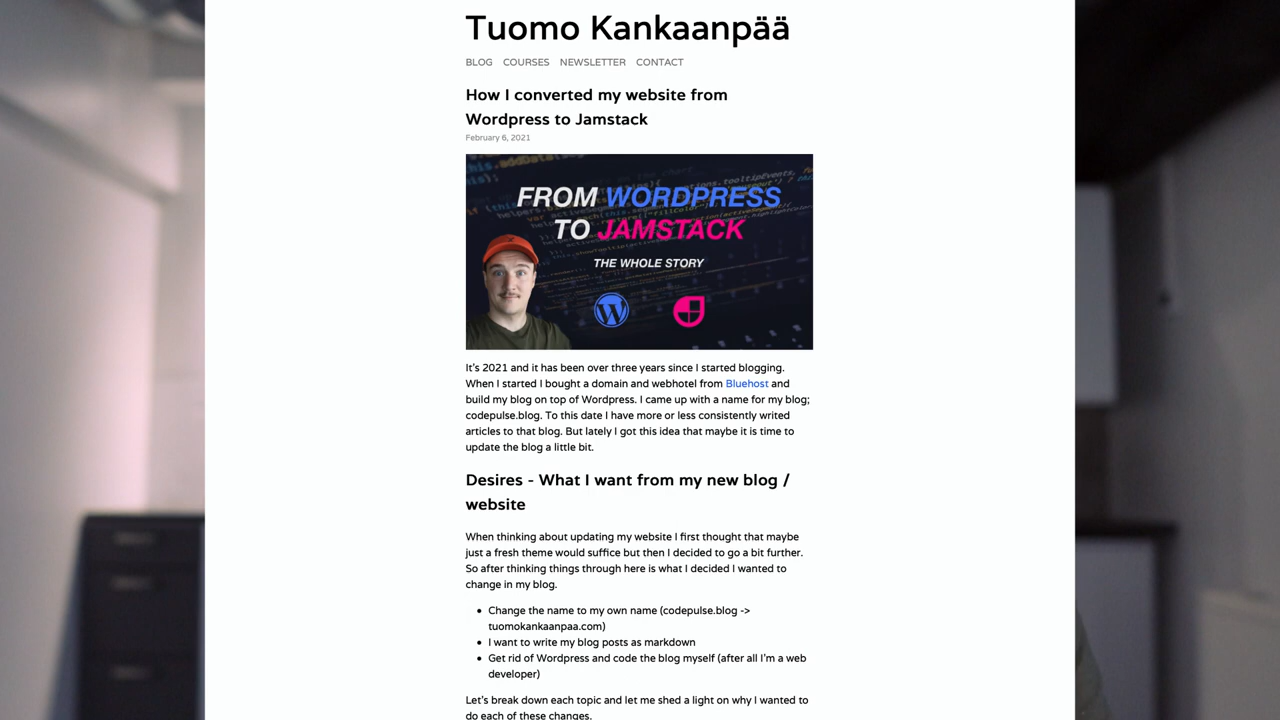 Tuomo Kankaanpää
BLOG COURSES NEWSLETTER CONTACT
How I converted my website from
Wordpress to Jamstack
February 6, 2021
FROM WORDPRESS
TO JAMSTACK
THE WHOLE STORY
It's 2021 and it has been over three years since I started blogging.
When I started I bought a domain and webhotel from Bluehost and
build my blog on top of Wordpress. I came up with a name for my blog;
codepulse.blog. To this date I have more or less consistently writed
articles to that blog. But lately I got this idea that maybe it is time to
update the blog a little bit.
Desires - What I want from my new blog /
website
When thinking about updating my website I first thought that maybe
just a fresh theme would suffice but then I decided to go a bit further.
So after thinking things through here is what I decided I wanted to
change in my blog.
• Change the name to my own name (codepulse.blog ->
tuomokankaanpaa.com)
• I want to write my blog posts as markdown
• Get rid of Wordpress and code the blog myself (after all I'm a web
developer)
Let's break down each topic and let me shed a light on why I wanted to
do each of these changes.